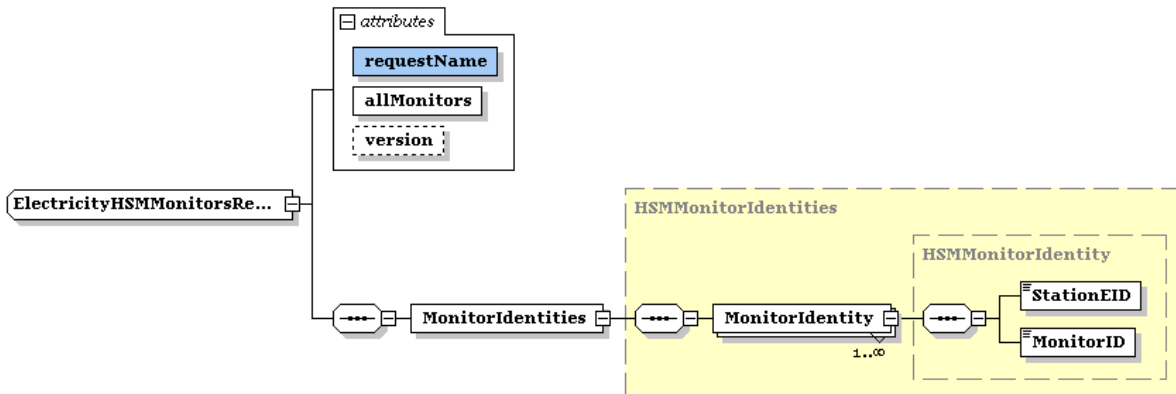 attributes
requestName
allMonitors
version
ElectricityHSMMonitorsRe...
HSMMonitorIdentities
HSMMonitorIdentity
StationEID
MonitorIdentities
MonitorIdentity
MonitorID
1..∞